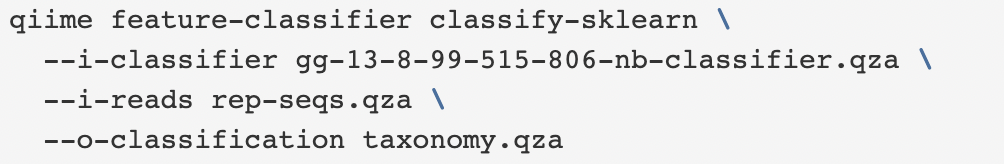 qiime feature-classifier classify-sklearn \
  --i-classifier gg-13-8-99-515-806-nb-classifier.qza \
  --i-reads rep-seqs.qza \
  --o-classification taxonomy.qza